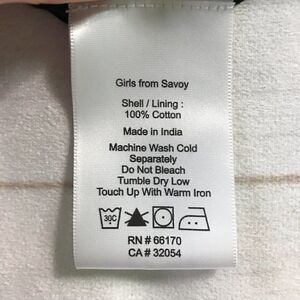 Girls from Savoy
Shell / Lining :
100% Cotton
Made in India
Machine Wash Cold
Separately
Do Not Bleach
Tumble Dry Low
Touch Up With Warm Iron
30C
RN # 66170
CA # 32054